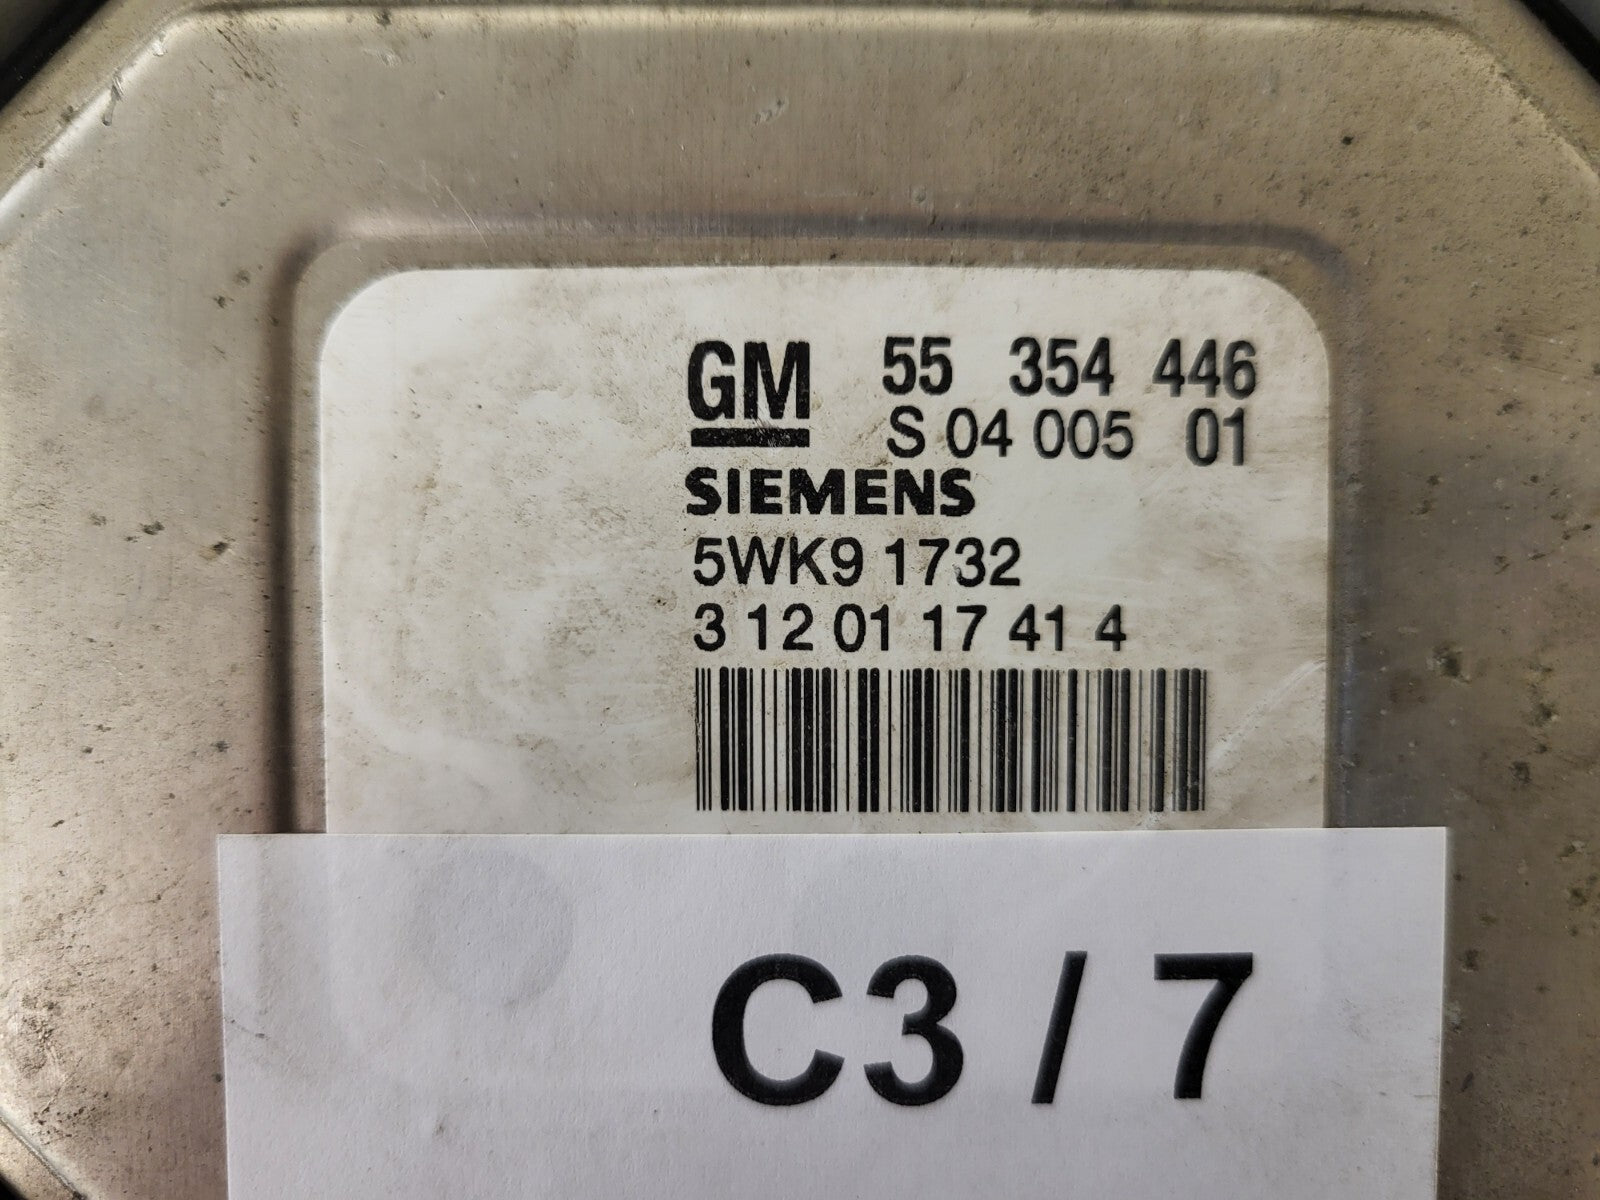 GM 55 354 446
S 04 005 01
SIEMENS
5WK9 1732
3 12 01 17 41 4
C3 / 7